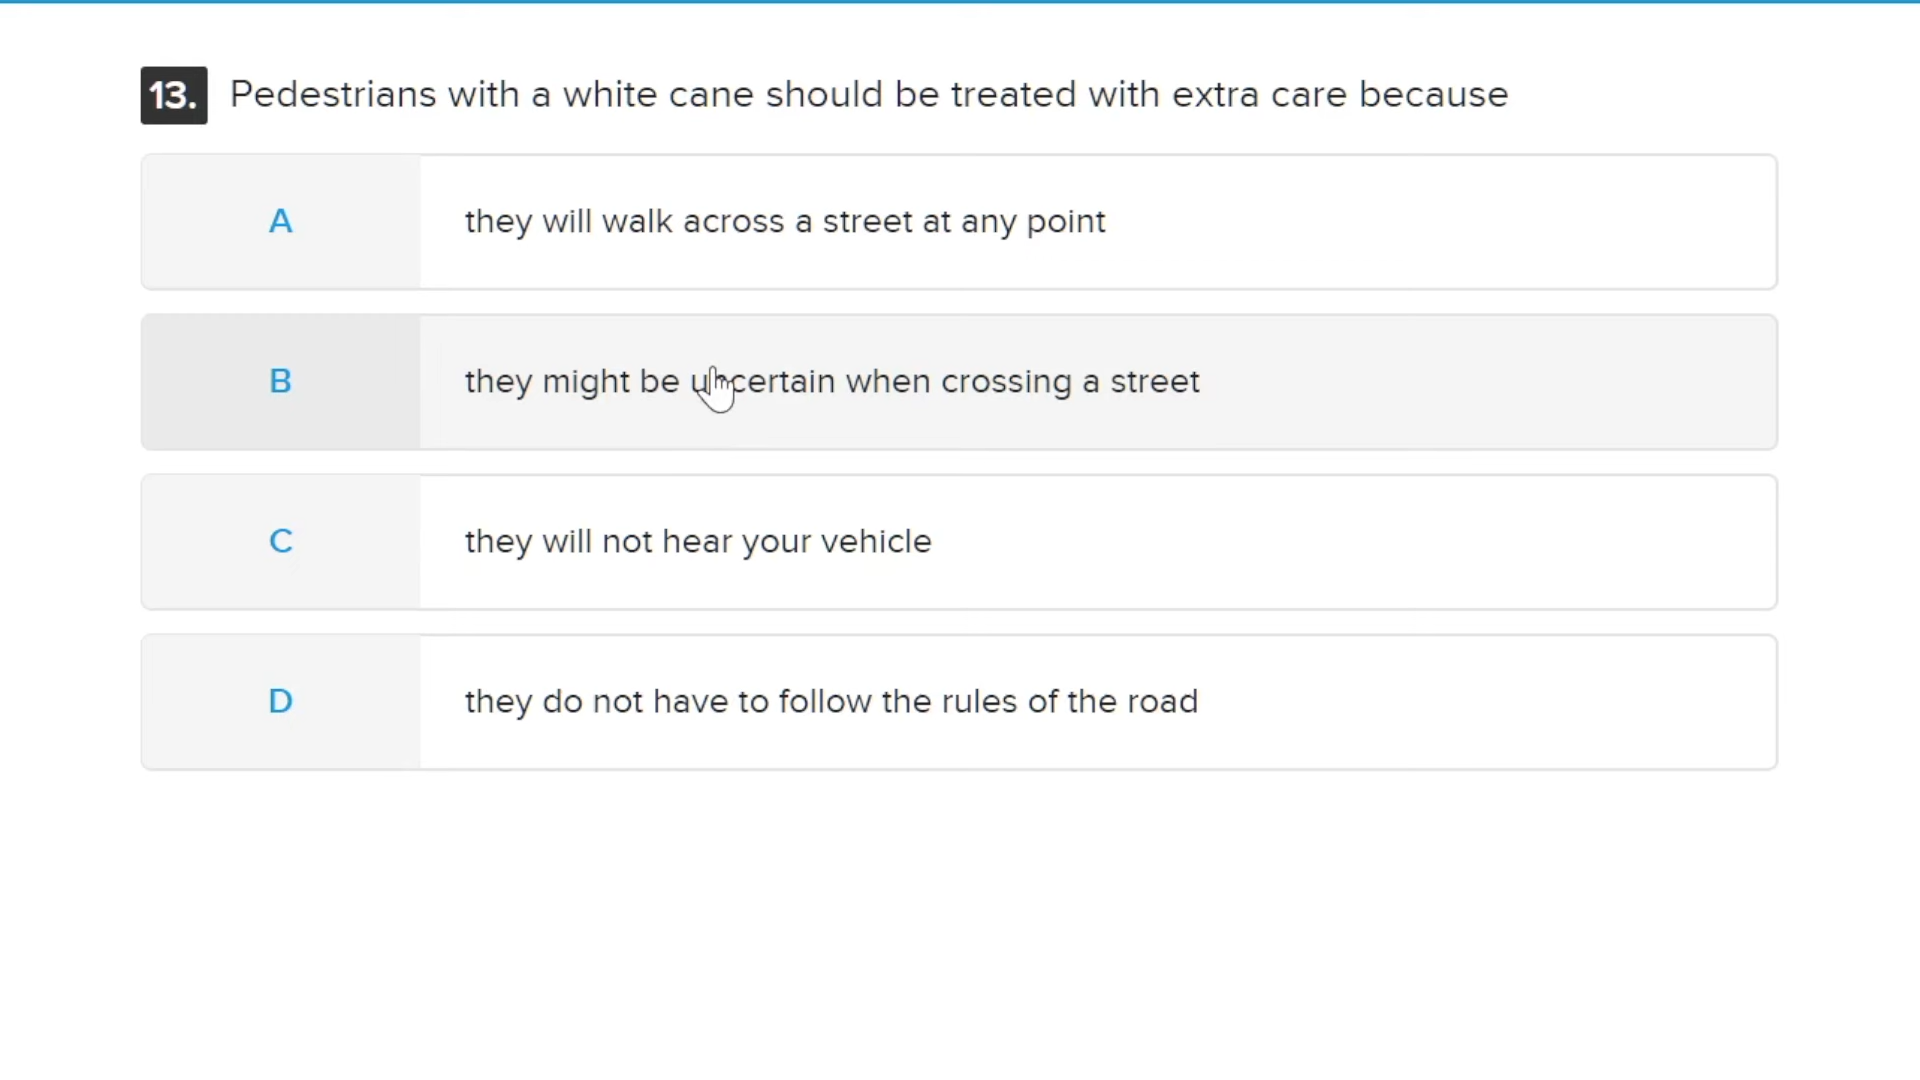 13. Pedestrians with a white cane should be treated with extra care because
A they will walk across a street at any point
B they might be uncertain when crossing a street
C they will not hear your vehicle
D they do not have to follow the rules of the road